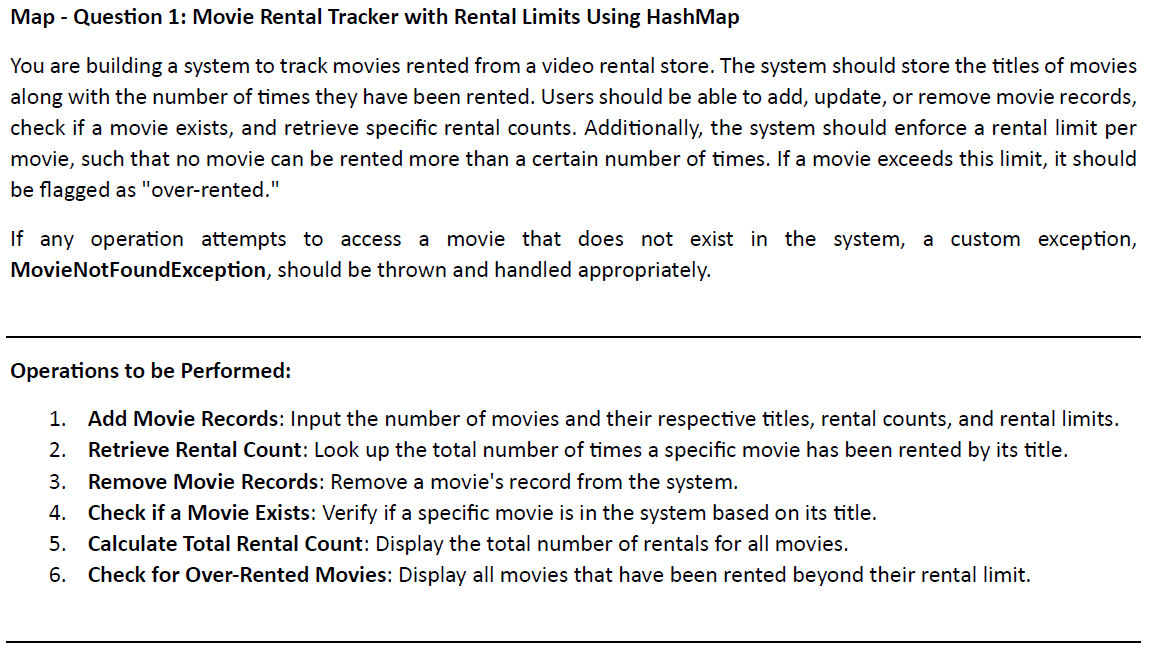 Map - Question 1: Movie Rental Tracker with Rental Limits Using HashMap
You are building a system to track movies rented from a video rental store. The system should store the titles of movies
along with the number of times they have been rented. Users should be able to add, update, or remove movie records,
check if a movie exists, and retrieve specific rental counts. Additionally, the system should enforce a rental limit per
movie, such that no movie can be rented more than a certain number of times. If a movie exceeds this limit, it should
be flagged as "over-rented."
If any operation attempts to access a movie that does not exist in the system, a custom exception,
MovieNotFoundException, should be thrown and handled appropriately.
Operations to be Performed:
1. Add Movie Records: Input the number of movies and their respective titles, rental counts, and rental limits.
2. Retrieve Rental Count: Look up the total number of times a specific movie has been rented by its title.
3. Remove Movie Records: Remove a movie's record from the system.
4. Check if a Movie Exists: Verify if a specific movie is in the system based on its title.
5. Calculate Total Rental Count: Display the total number of rentals for all movies.
6. Check for Over-Rented Movies: Display all movies that have been rented beyond their rental limit.